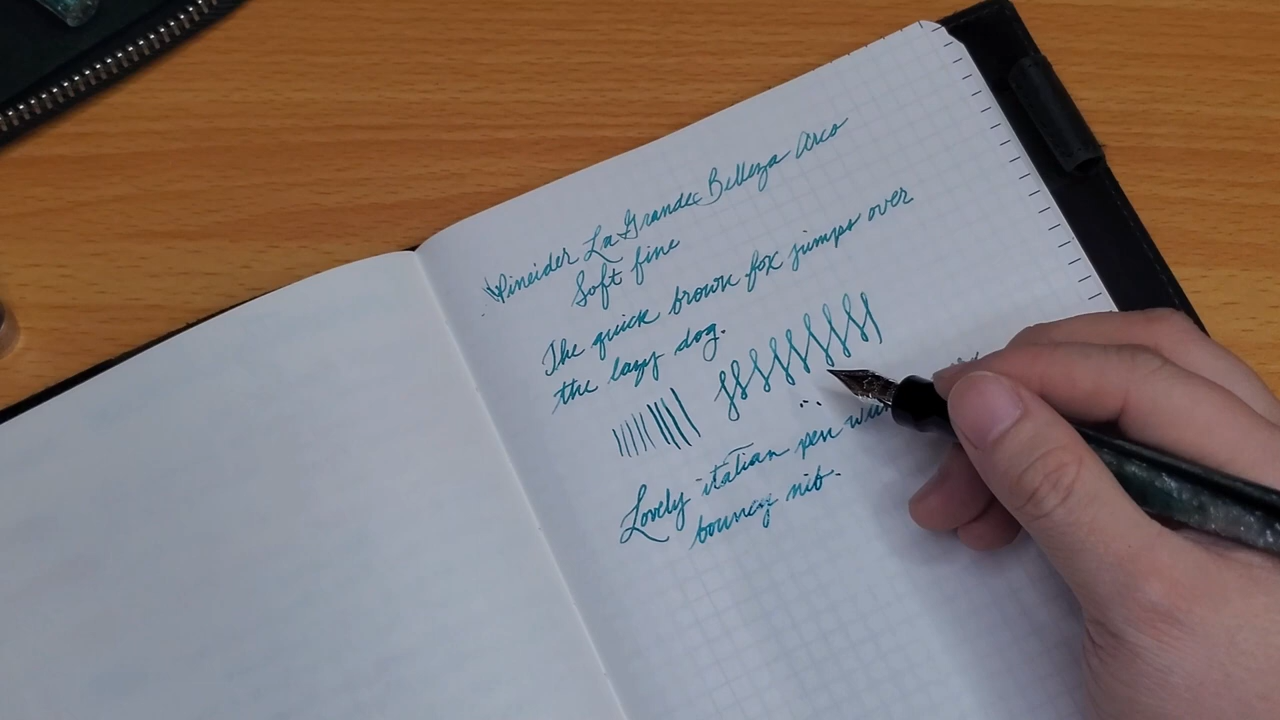 Pineider La Grande Belleza Arco
Soft fine
The quick brown fox jumps over
the lazy dog.
Lovely italian pen
bouncy nib.